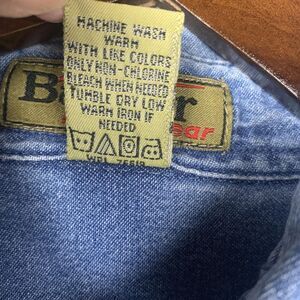 MACHINE WASH
WARM
WITH LIKE COLORS
ONLY NON-CHLORINE
BLEACH WHEN NEEDED
TUMBLE DRY LOW
WARM IRON IF
NEEDED
B r
ear